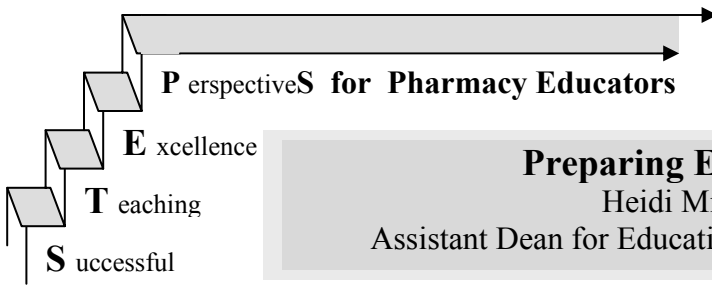 P erspectiveS for Pharmacy Educators
E xcellence
T eaching
S uccessful
Preparing
Heidi
Assistant Dean for